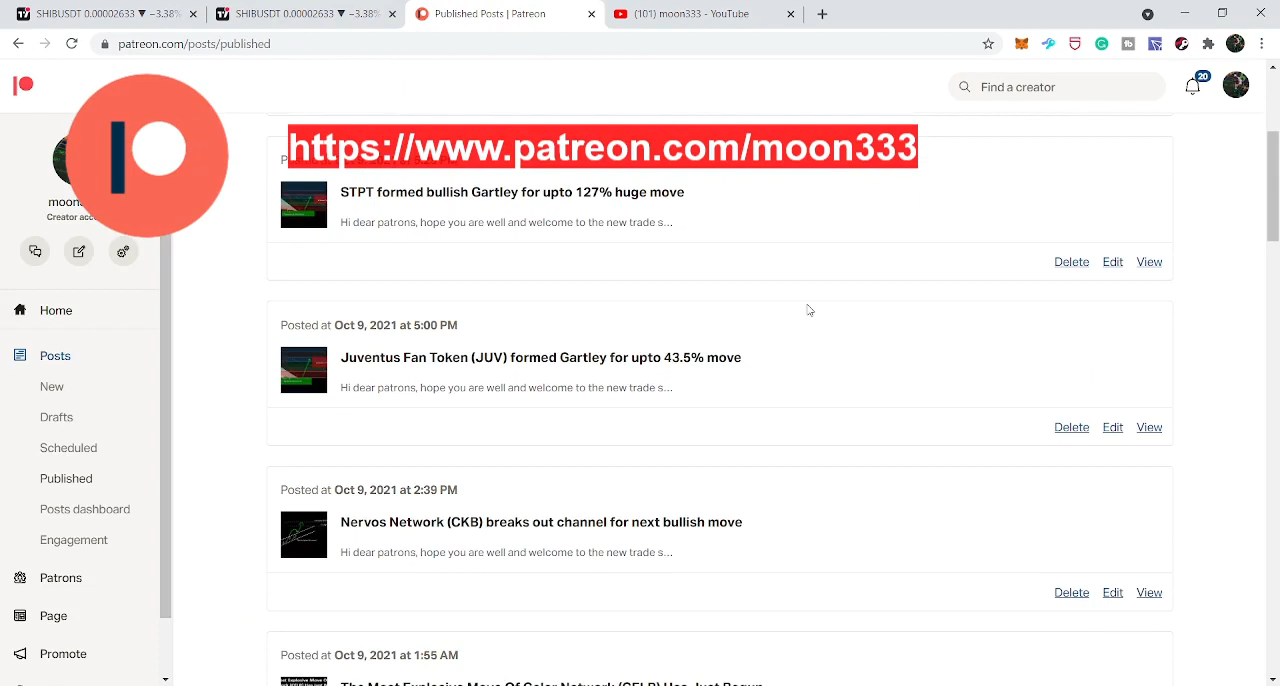 SHIBUSDT 0.00002633 ▼ −3.38%
SHIBUSDT 0.00002633 ▼ −3.38%
Published Posts | Patreon
(101) moon333 - YouTube
patreon.com/posts/published
Find a creator
20
https://www.patreon.com/moon333
STPT formed bullish Gartley for upto 127% huge move
Hi dear patrons, hope you are well and welcome to the new trade s...
Delete Edit View
Creator
Home
Posts
New
Drafts
Scheduled
Published
Posts dashboard
Engagement
Patrons
Page
Promote
Posted at Oct 9, 2021 at 5:00 PM
Juventus Fan Token (JUV) formed Gartley for upto 43.5% move
Hi dear patrons, hope you are well and welcome to the new trade s...
Delete Edit View
Posted at Oct 9, 2021 at 2:39 PM
Nervos Network (CKB) breaks out channel for next bullish move
Hi dear patrons, hope you are well and welcome to the new trade s...
Delete Edit View
Posted at Oct 9, 2021 at 1:55 AM